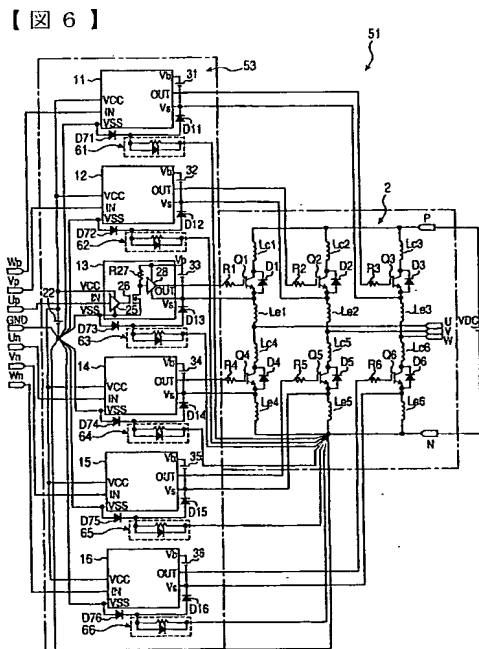 【図6】
51
53
11
Vb
31
VCC
OUT
IN
Vs
VSS
D71
D11
61
12
Vb
32
VCC
OUT
IN
Vs
VSS
D72
D12
62
2
P
Lc1
Lc2
Lc3
Q1
Q2
Q3
R1
D1
R2
D2
R3
D3
13
R27
28
Vb
33
VCC
26
OUT
IN
Vs
VSS
25
D73
D13
63
Wp
Vp
Up
GND
Un
Vn
Wn
22
Le1
Le2
Le3
U
V
W
VDC
Lc4
Lc5
Lc6
Q4
Q5
Q6
R4
D4
R5
D5
R6
D6
Le4
Le5
Le6
N
14
Vb
34
VCC
OUT
IN
Vs
VSS
D74
D14
64
15
Vb
35
VCC
OUT
IN
Vs
VSS
D75
D15
65
16
Vb
36
VCC
OUT
IN
Vs
VSS
D76
D16
66